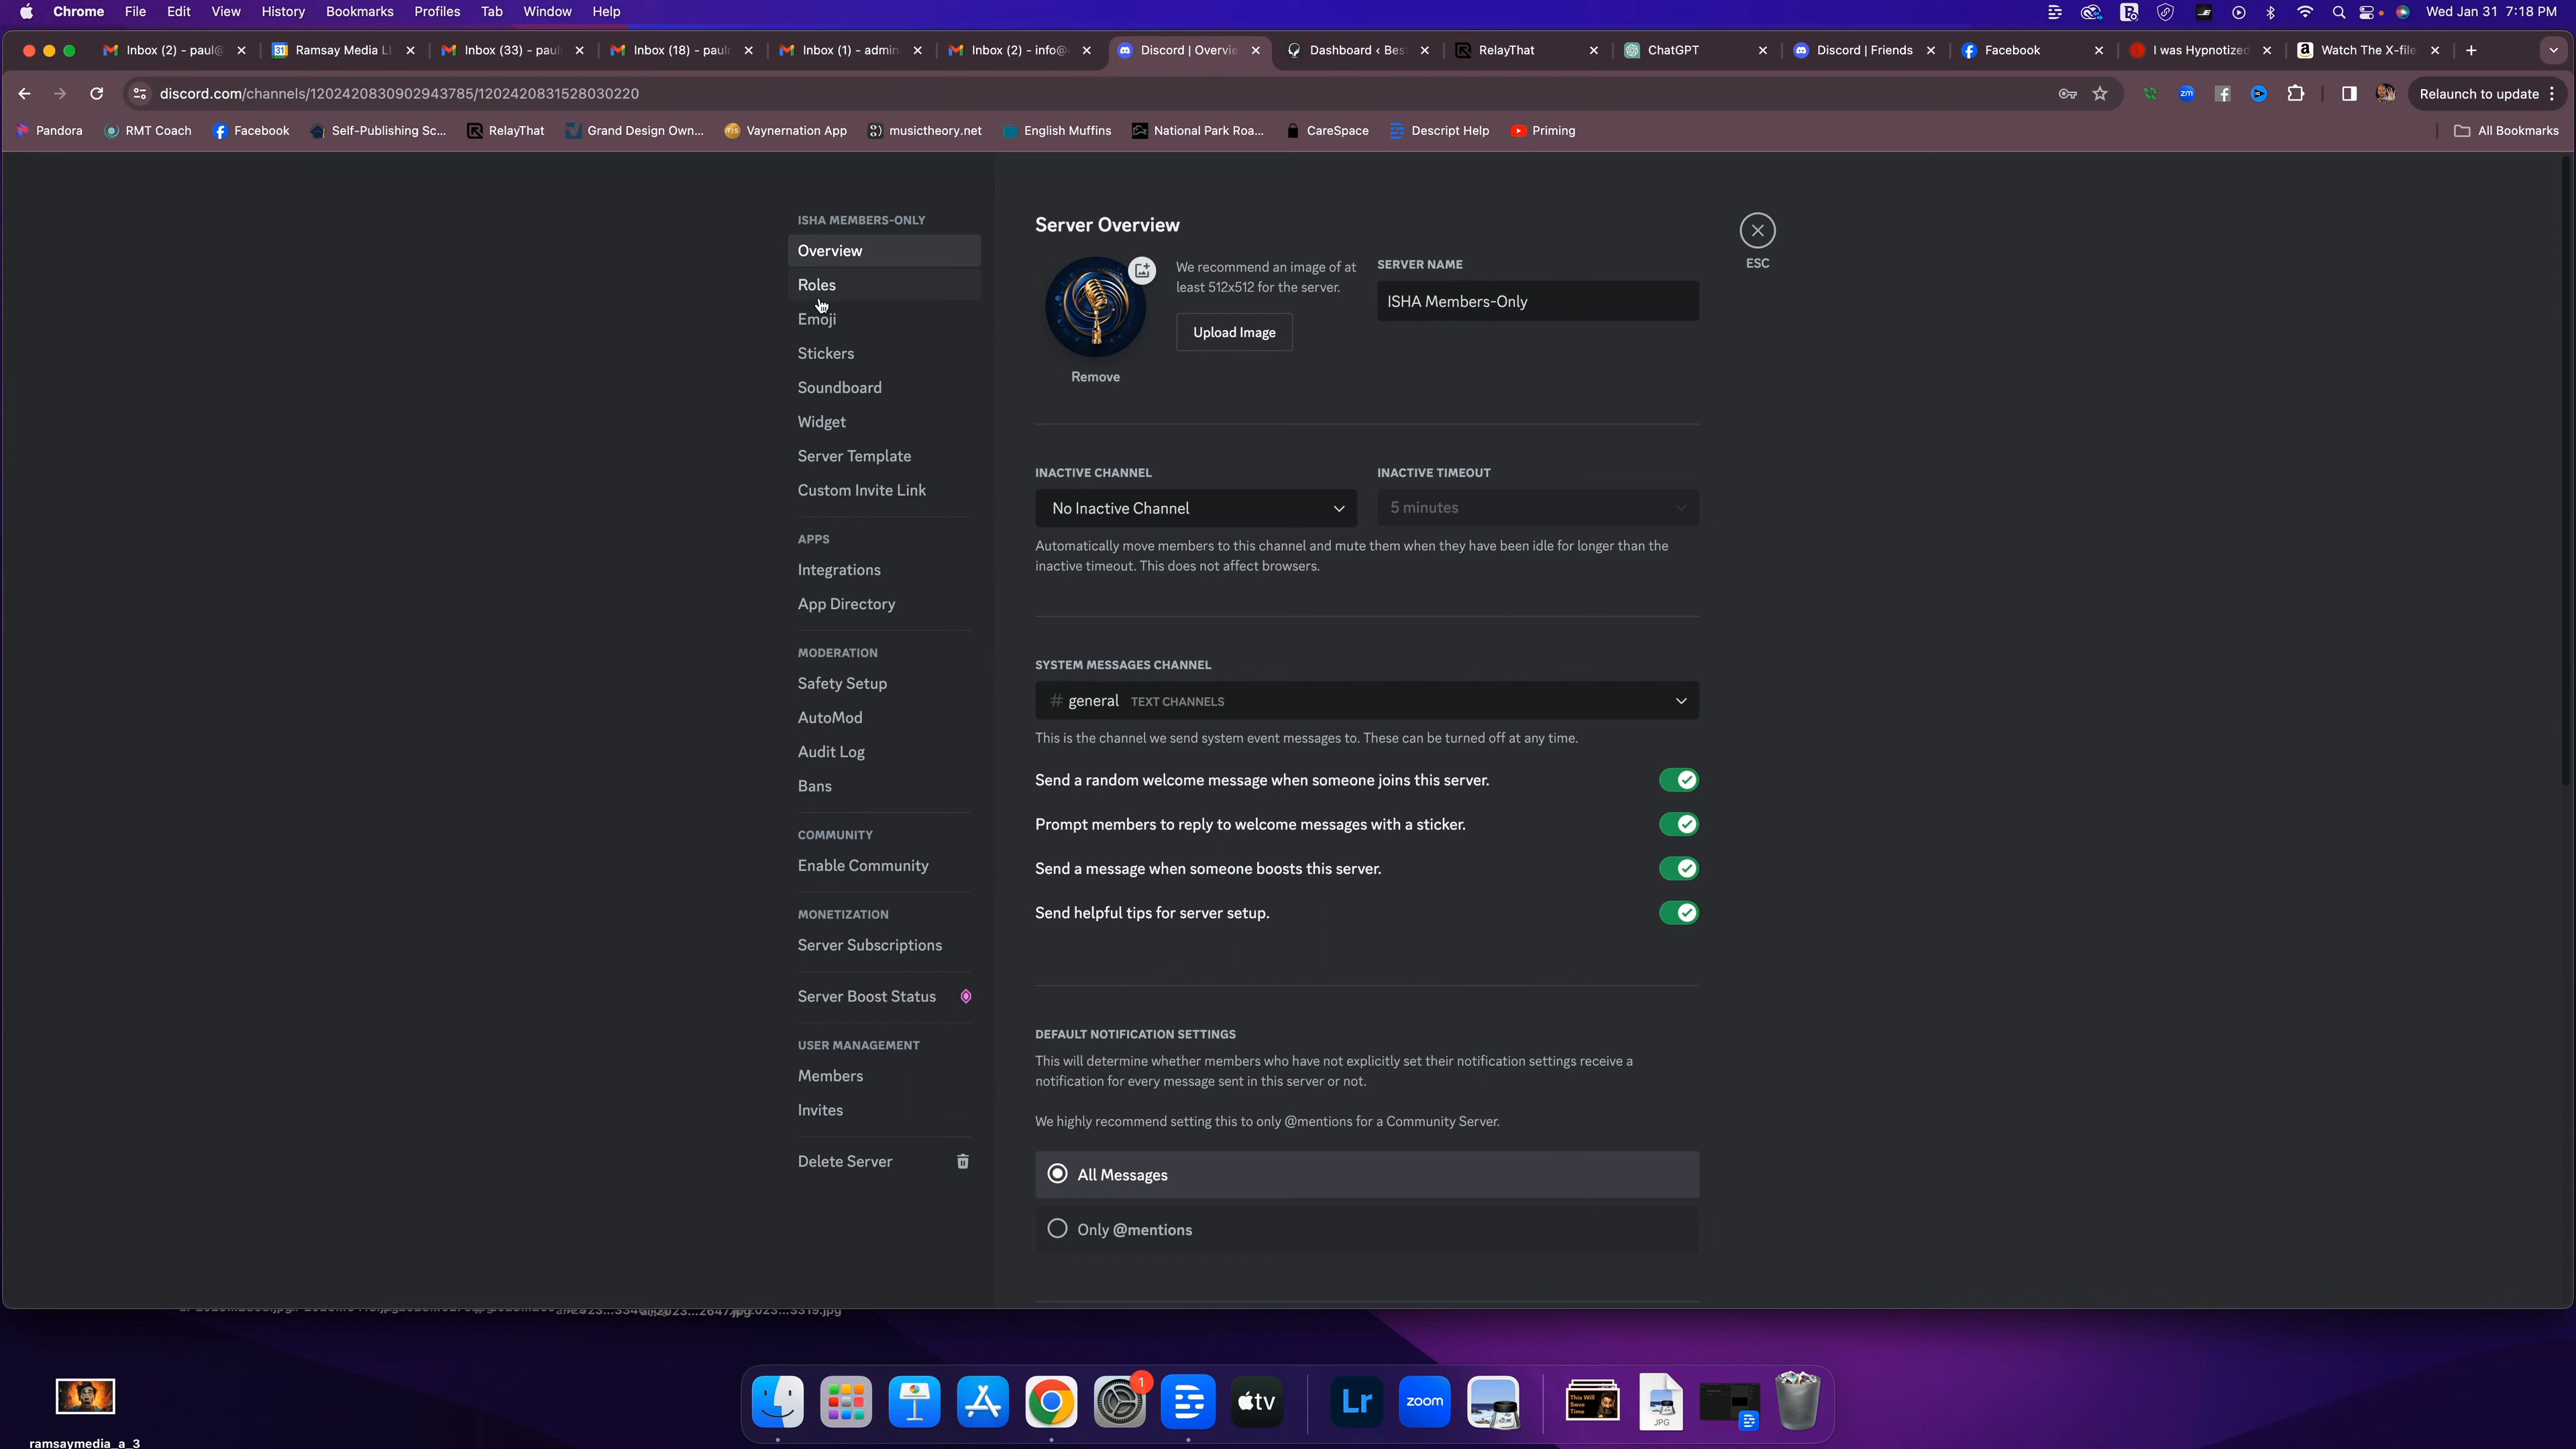 Chrome File Edit View History Bookmarks Profiles Tab Window Help Wed Jan 31 7:18 PM
Inbox (2) - paul@ Ramsay Media Ll Inbox (33) - paul Inbox (18) - paulr Inbox (1) - admin Inbox (2) - info@ Discord | Overvie Dashboard ‹ Bes RelayThat ChatGPT Discord | Friends Facebook I was Hypnotized Watch The X-file
discord.com/channels/1202420830902943785/1202420831528030220 Relaunch to update
Pandora RMT Coach Facebook Self-Publishing Sc... RelayThat Grand Design Own... Vaynernation App musictheory.net English Muffins National Park Roa... CareSpace Descript Help Priming All Bookmarks
ISHA MEMBERS-ONLY
Overview
Roles
Emoji
Stickers
Soundboard
Widget
Server Template
Custom Invite Link
APPS
Integrations
App Directory
MODERATION
Safety Setup
AutoMod
Audit Log
Bans
COMMUNITY
Enable Community
MONETIZATION
Server Subscriptions
Server Boost Status
USER MANAGEMENT
Members
Invites
Delete Server
Server Overview
We recommend an image of at
least 512x512 for the server.
Upload Image
Remove
SERVER NAME
ISHA Members-Only
ESC
INACTIVE CHANNEL
No Inactive Channel
INACTIVE TIMEOUT
5 minutes
Automatically move members to this channel and mute them when they have been idle for longer than the
inactive timeout. This does not affect browsers.
SYSTEM MESSAGES CHANNEL
# general TEXT CHANNELS
This is the channel we send system event messages to. These can be turned off at any time.
Send a random welcome message when someone joins this server.
Prompt members to reply to welcome messages with a sticker.
Send a message when someone boosts this server.
Send helpful tips for server setup.
DEFAULT NOTIFICATION SETTINGS
This will determine whether members who have not explicitly set their notification settings receive a
notification for every message sent in this server or not.
We highly recommend setting this to only @mentions for a Community Server.
All Messages
Only @mentions
1
tv
Lr
zoom
This Will
Save
Time
JPG
ramsaymedia_a_3